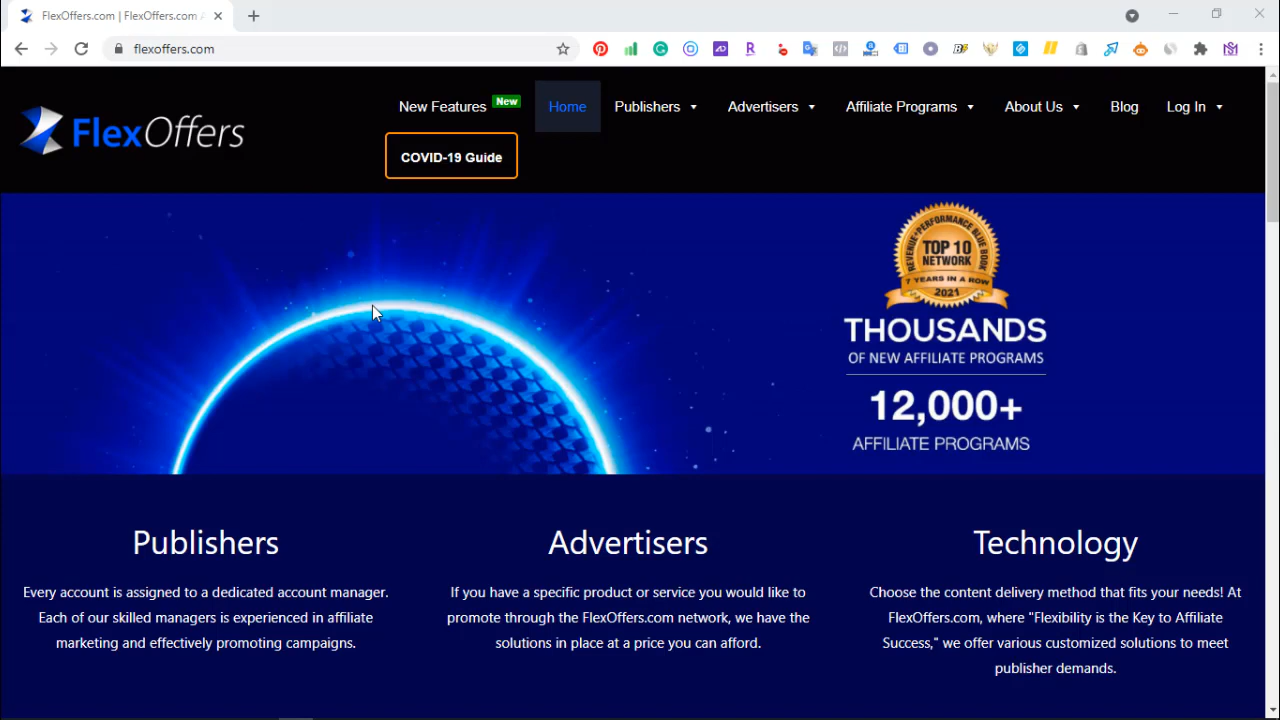 FlexOffers.com | FlexOffers.com A
flexoffers.com
New Features New
Home
Publishers
Advertisers
Affiliate Programs
About Us
Blog
Log In
FlexOffers
COVID-19 Guide
REVENUE+PERFORMANCE BLUE BOOK
TOP 10
NETWORK
7 YEARS IN A ROW
2021
THOUSANDS
OF NEW AFFILIATE PROGRAMS
12,000+
AFFILIATE PROGRAMS
Publishers
Every account is assigned to a dedicated account manager.
Each of our skilled managers is experienced in affiliate
marketing and effectively promoting campaigns.
Advertisers
If you have a specific product or service you would like to
promote through the FlexOffers.com network, we have the
solutions in place at a price you can afford.
Technology
Choose the content delivery method that fits your needs! At
FlexOffers.com, where "Flexibility is the Key to Affiliate
Success," we offer various customized solutions to meet
publisher demands.